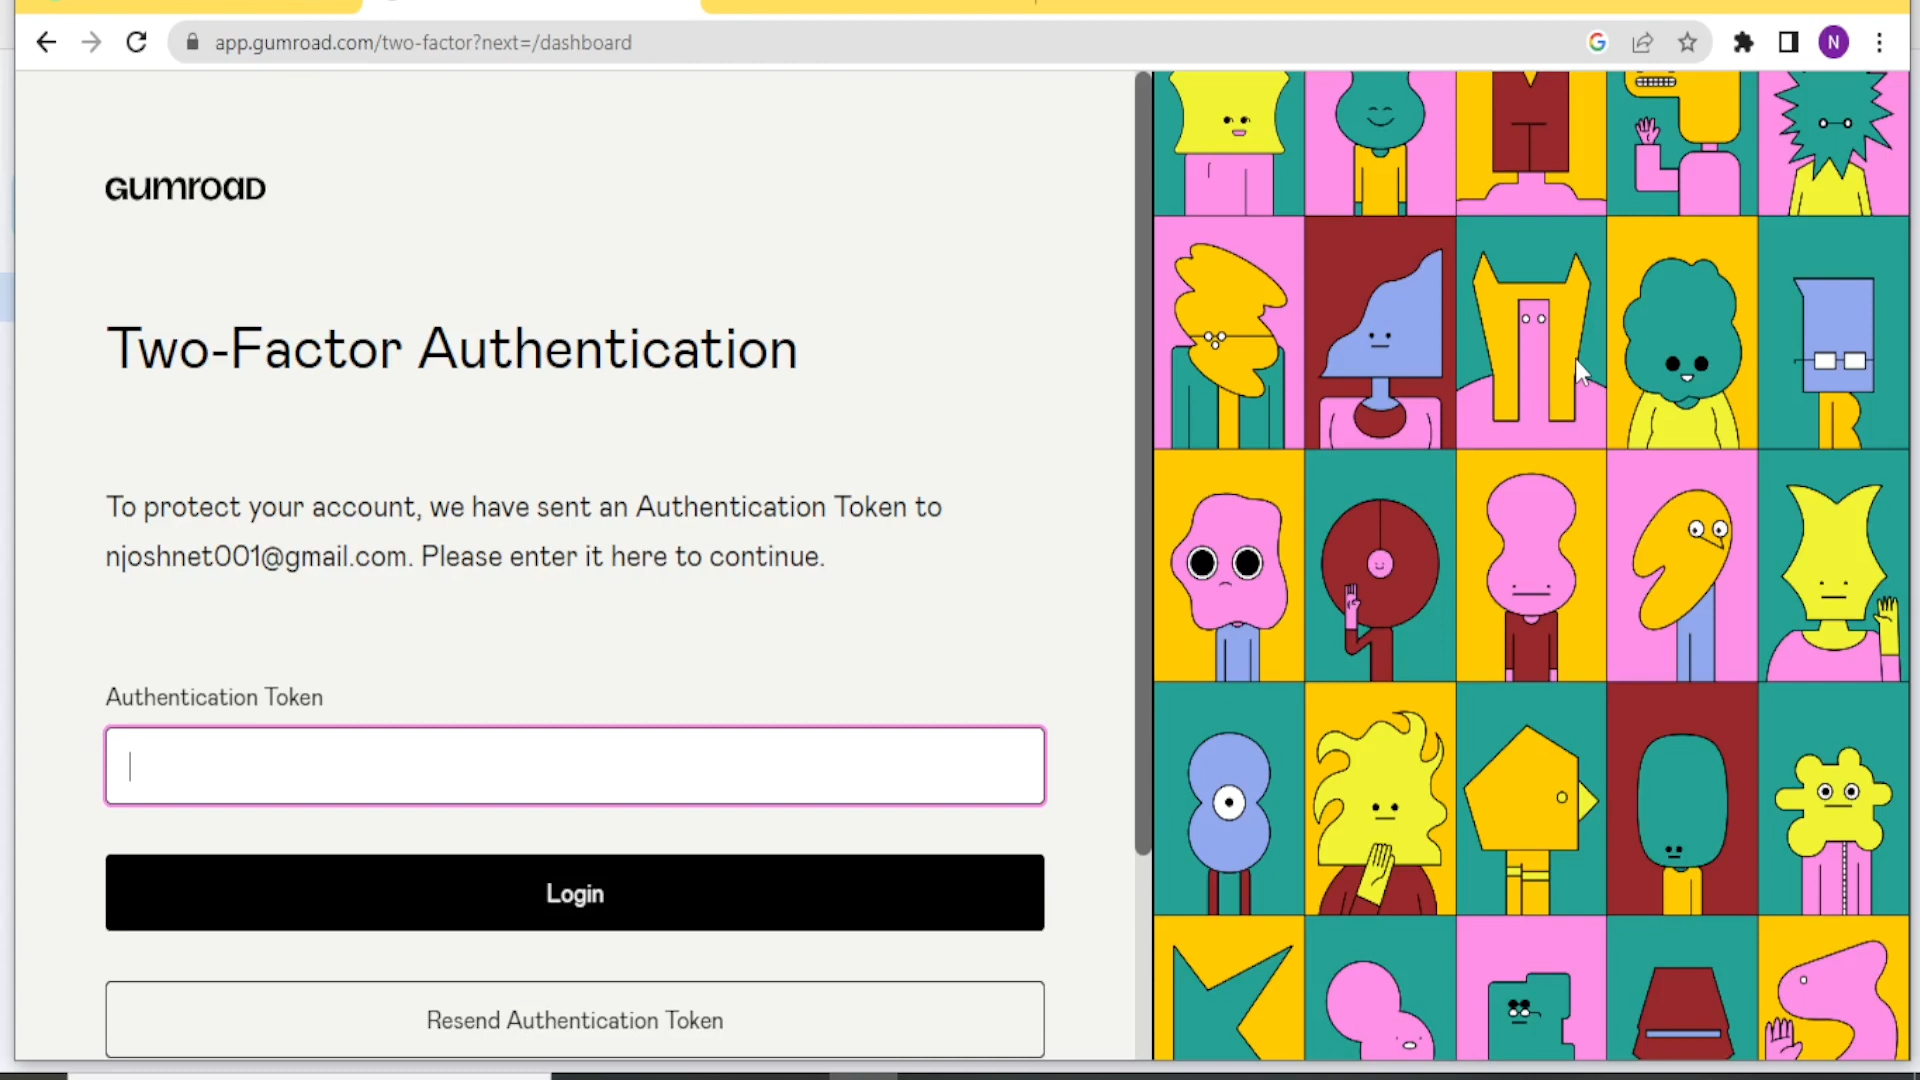 app.gumroad.com/two-factor?next=/dashboard
G
N
GUMROAD
Two-Factor Authentication
To protect your account, we have sent an Authentication Token to
njoshnet001@gmail.com. Please enter it here to continue.
Authentication Token
Login
Resend Authentication Token